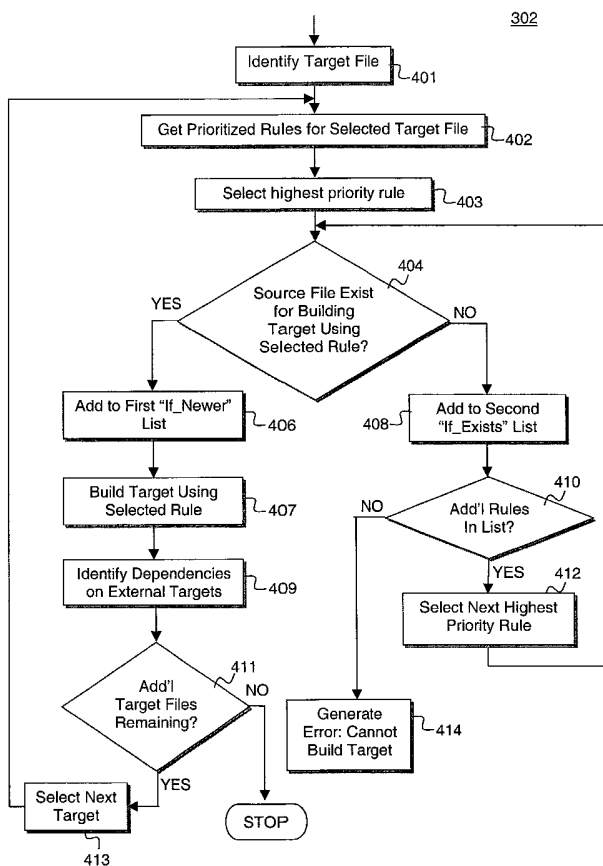 302
Identify Target File
401
Get Prioritized Rules for Selected Target File
402
Select highest priority rule
403
404
Source File Exist
for Building
Target Using
Selected Rule?
YES
NO
Add to First "If_Newer"
List
406
Add to Second
"If_Exists" List
408
Build Target Using
Selected Rule
407
410
Add'l Rules
In List?
NO
YES
Identify Dependencies
on External Targets
409
412
Select Next Highest
Priority Rule
411
Add'l
Target Files
Remaining?
NO
YES
Generate
Error: Cannot
Build Target
414
Select Next
Target
413
STOP